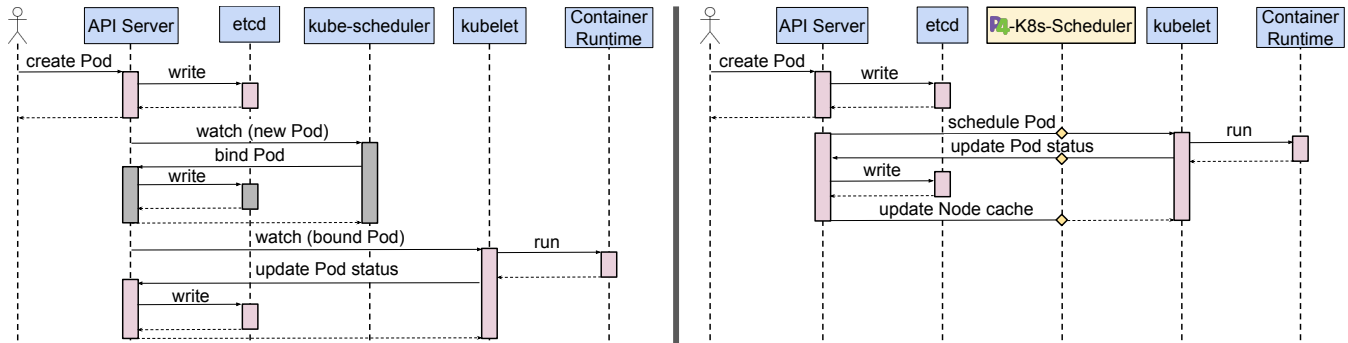 API Server
etcd
kube-scheduler
kubelet
Container
Runtime
create Pod
write
watch (new Pod)
bind Pod
write
watch (bound Pod)
run
update Pod status
write
API Server
etcd
P4-K8s-Scheduler
kubelet
Container
Runtime
create Pod
write
schedule Pod
run
update Pod status
write
update Node cache